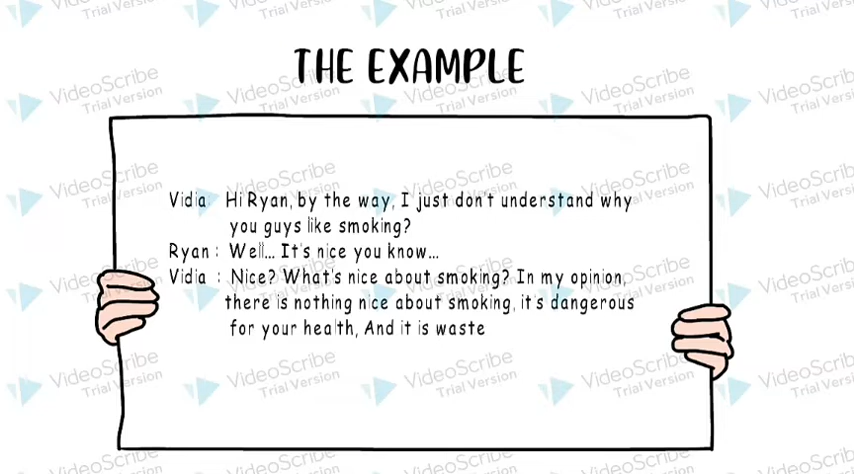 THE EXAMPLE
Vidia Hi Ryan, by the way, I just don't understand why
you guys like smoking?
Ryan : Well... It's nice you know...
Vidia : Nice? What's nice about smoking? In my opinion,
there is nothing nice about smoking, it's dangerous
for your health, And it is waste
VideoScribe
Trial Version